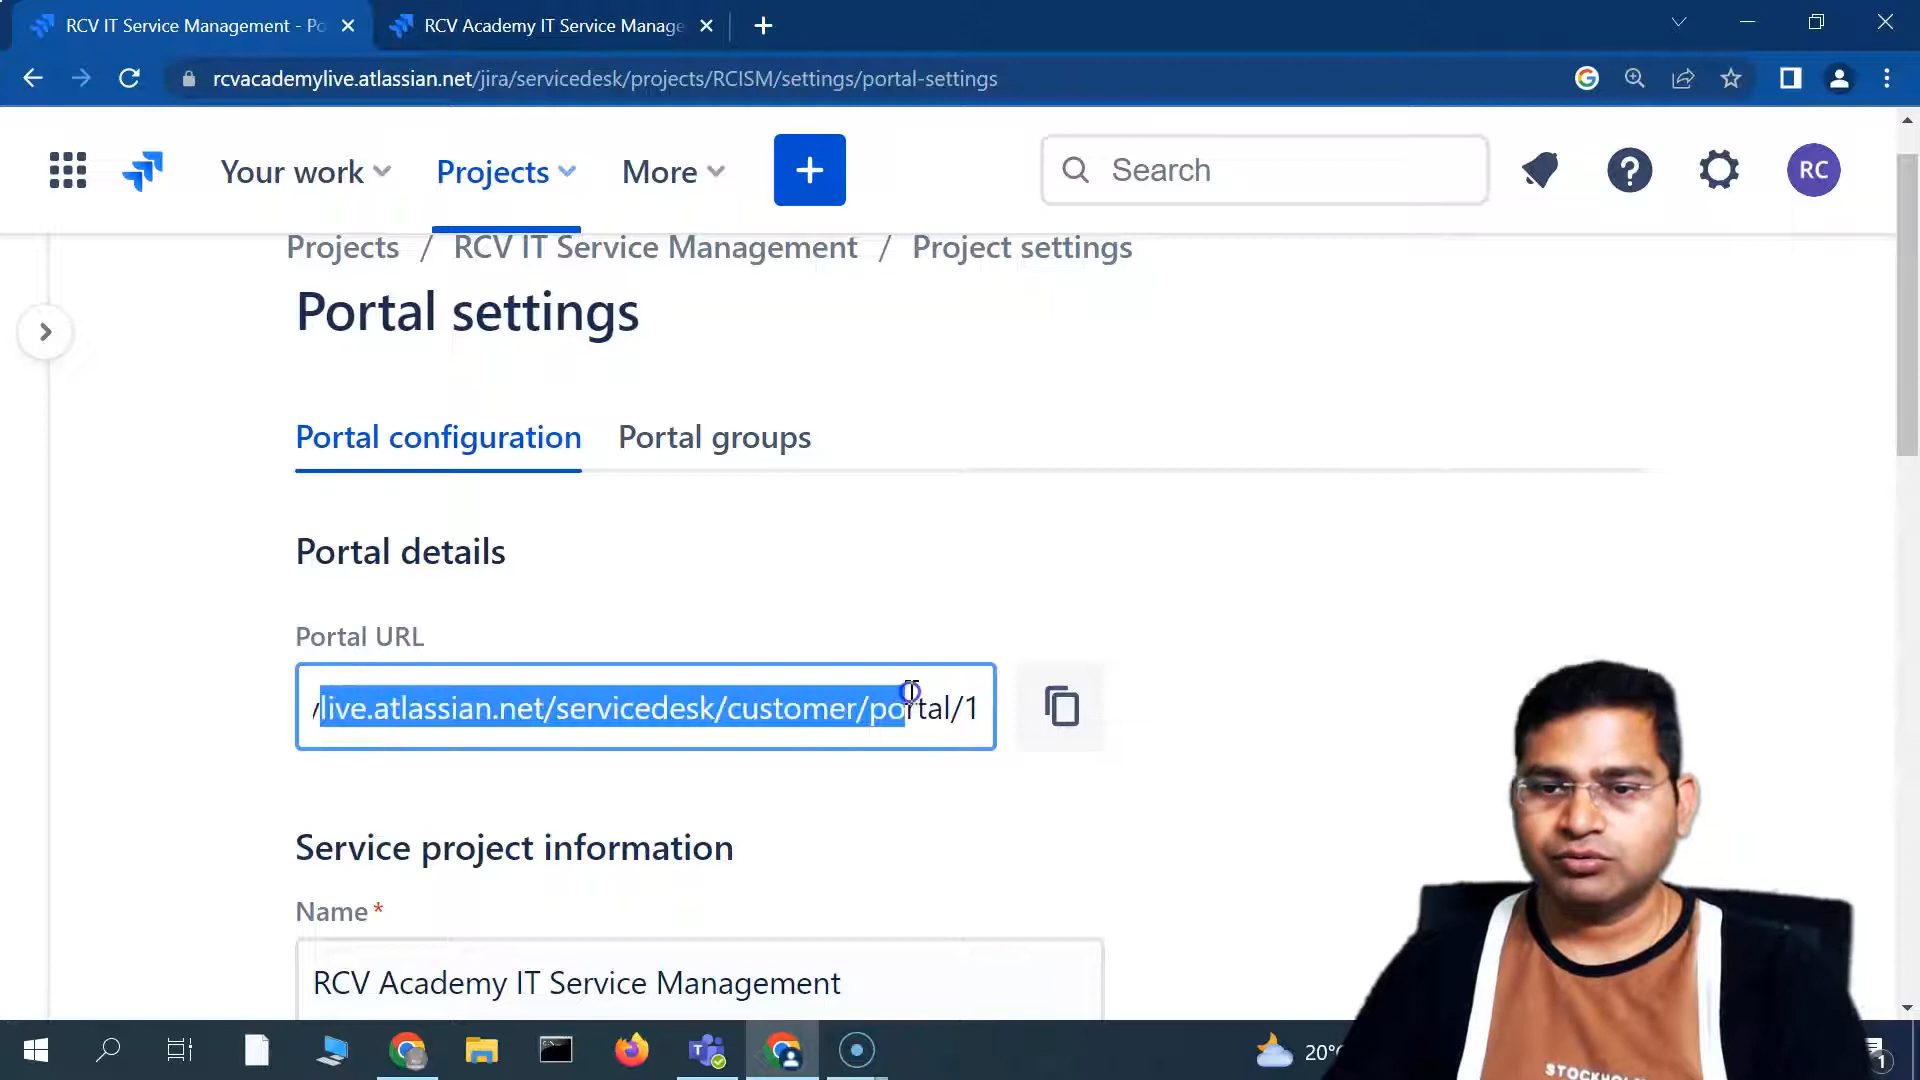 RCV IT Service Management - Po
RCV Academy IT Service Manage
rcvacademylive.atlassian.net/jira/servicedesk/projects/RCISM/settings/portal-settings
Your work
Projects
More
Search
RC
Projects / RCV IT Service Management / Project settings
Portal settings
Portal configuration
Portal groups
Portal details
Portal URL
ylive.atlassian.net/servicedesk/customer/portal/1
Service project information
Name *
RCV Academy IT Service Management
20°
1